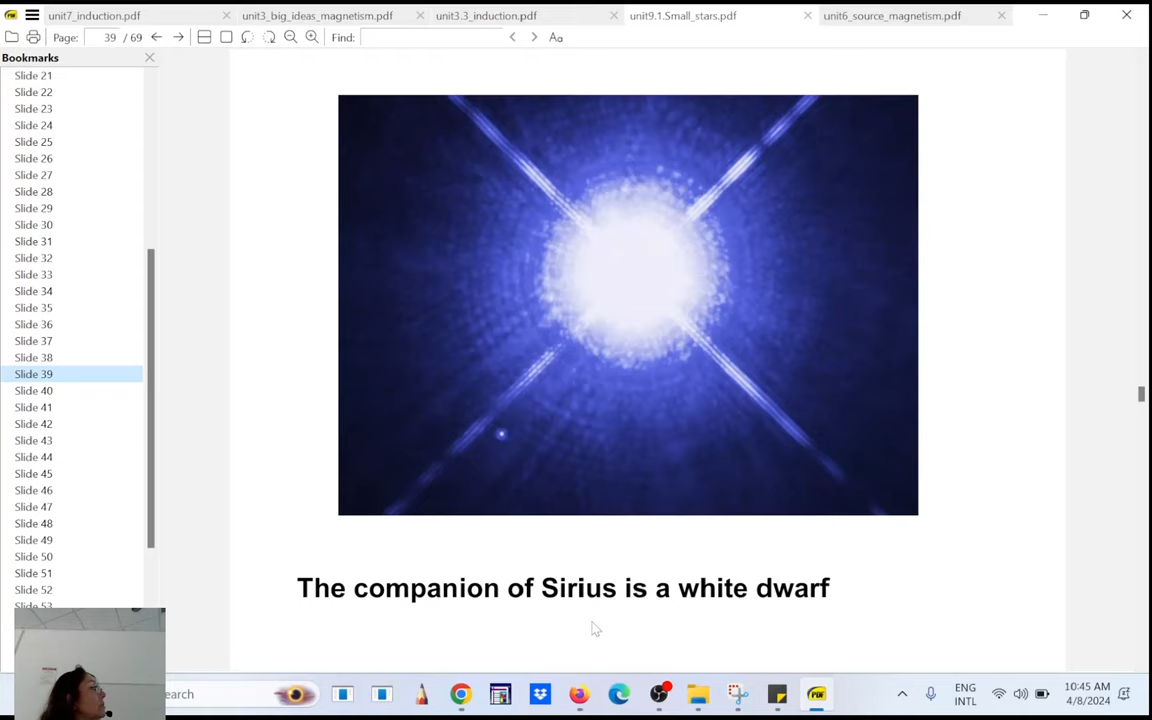 unit7_induction.pdf
unit3_big_ideas_magnetism.pdf
unit3.3_induction.pdf
unit9.1.Small_stars.pdf
unit6_source_magnetism.pdf
Page: 39 / 69
Find:
Aa
Bookmarks
Slide 21
Slide 22
Slide 23
Slide 24
Slide 25
Slide 26
Slide 27
Slide 28
Slide 29
Slide 30
Slide 31
Slide 32
Slide 33
Slide 34
Slide 35
Slide 36
Slide 37
Slide 38
Slide 39
Slide 40
Slide 41
Slide 42
Slide 43
Slide 44
Slide 45
Slide 46
Slide 47
Slide 48
Slide 49
Slide 50
Slide 51
Slide 52
Slide 53
The companion of Sirius is a white dwarf
earch
PDF
ENG
INTL
10:45 AM
4/8/2024